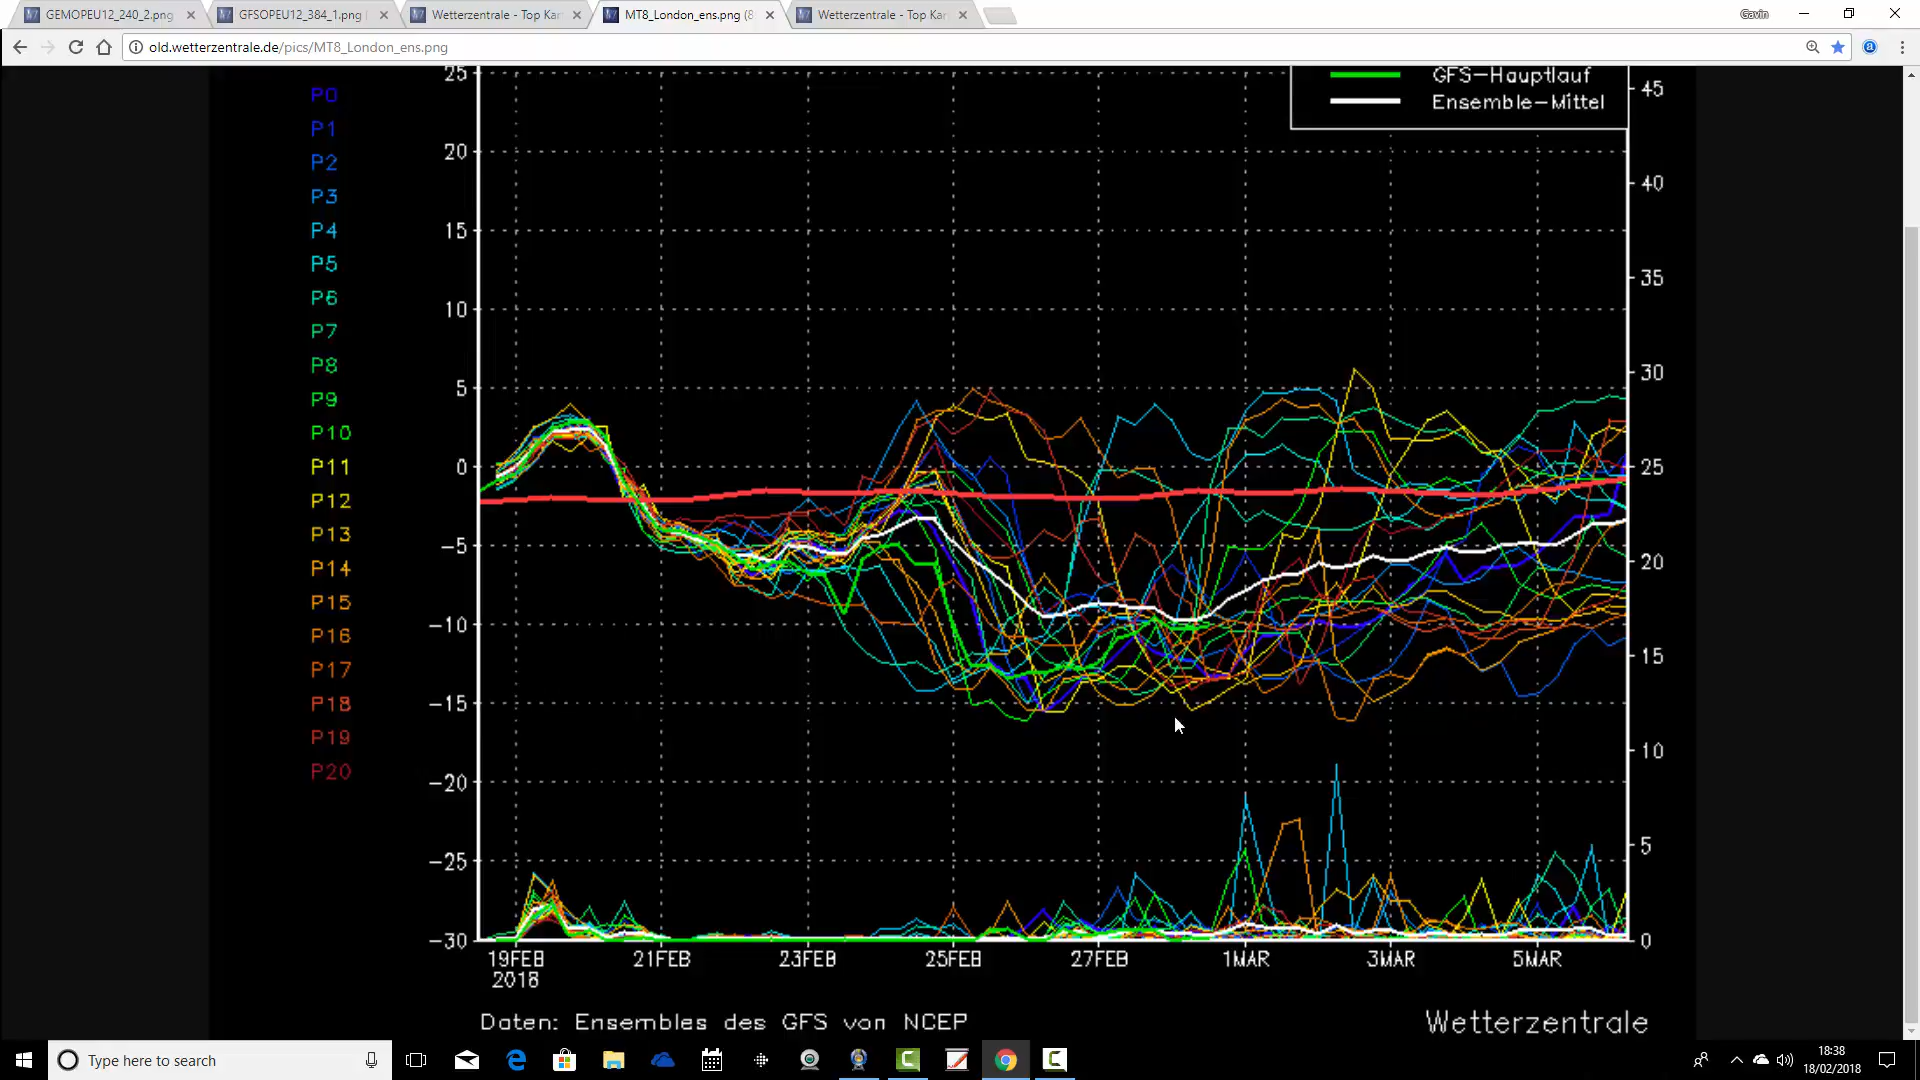 GEMOPEU12_240_2.png
GFSOPEU12_384_1.png
Wetterzentrale - Top Kar
MT8_London_ens.png (8
Wetterzentrale - Top Kar
Gavin
old.wetterzentrale.de/pics/MT8_London_ens.png
GFS-Hauptlauf
Ensemble-Mittel
P0
P1
P2
P3
P4
P5
P6
P7
P8
P9
P10
P11
P12
P13
P14
P15
P16
P17
P18
P19
P20
25
20
15
10
5
0
-5
-10
-15
-20
-25
-30
45
40
35
30
25
20
15
10
5
0
19FEB 21FEB 23FEB 25FEB 27FEB 1MAR 3MAR 5MAR
2018
Daten: Ensembles des GFS von NCEP
Wetterzentrale
Type here to search
18:38
18/02/2018